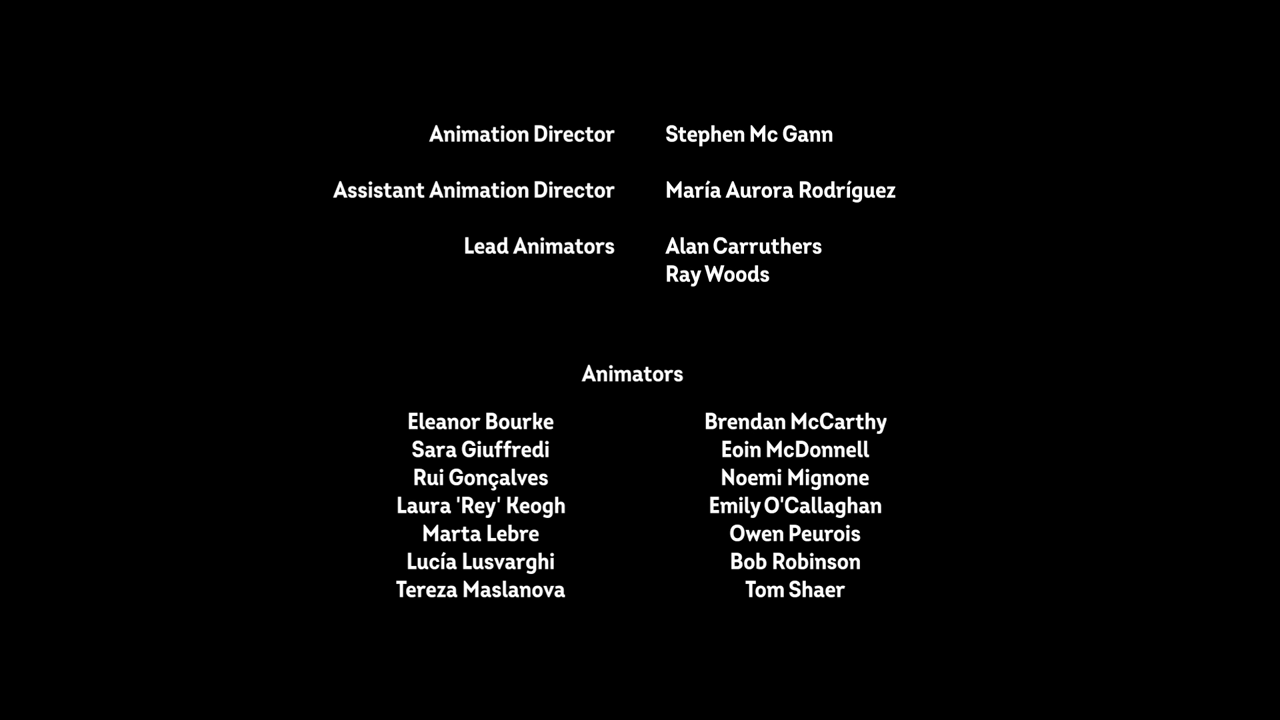 Animation Director Stephen Mc Gann
Assistant Animation Director María Aurora Rodríguez
Lead Animators Alan Carruthers
Ray Woods
Animators
Eleanor Bourke Brendan McCarthy
Sara Giuffredi Eoin McDonnell
Rui Gonçalves Noemi Mignone
Laura 'Rey' Keogh Emily O'Callaghan
Marta Lebre Owen Peurois
Lucía Lusvarghi Bob Robinson
Tereza Maslanova Tom Shaer